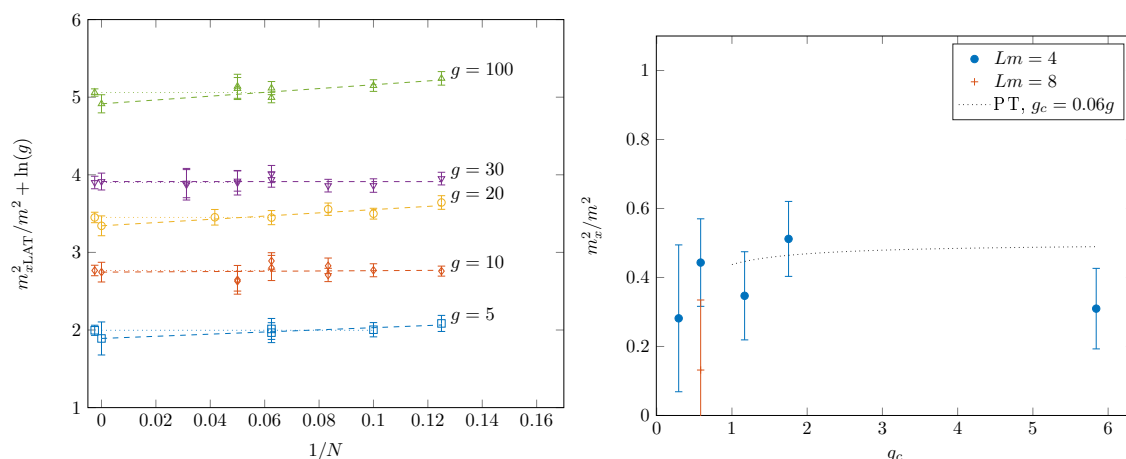 6
5
4
3
2
1
0
0.02
0.04
0.06
0.08
0.10
0.12
0.14
0.16
1/N
m²ₓLAT/m² + ln(g)
g = 100
g = 30
g = 20
g = 10
g = 5
1
0.8
0.6
0.4
0.2
0
0
1
2
3
4
5
6
g_c
m²ₓ/m²
Lm = 4
Lm = 8
PT, g_c = 0.06g